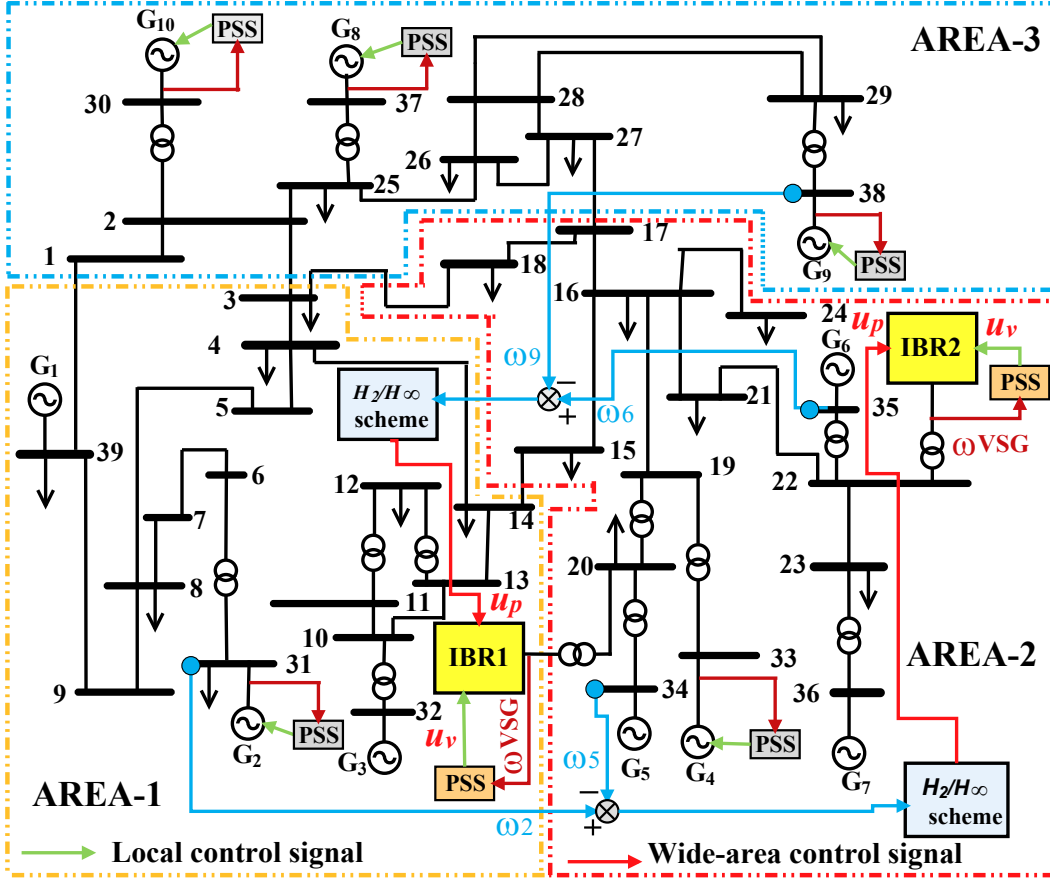 G10
PSS
G8
PSS
AREA-3
30
37
28
29
27
26
25
38
2
1
17
PSS
G9
18
3
16
24
4
up
uv
G6
IBR2
ω9
G1
H2/H∞
scheme
−
+
ω6
PSS
5
21
35
39
15
ωVSG
6
19
12
22
7
14
20
23
8
13
11
up
10
IBR1
33
AREA-2
31
34
36
9
32
PSS
uv
ωVSG
ω5
PSS
G2
G3
PSS
G5
G4
G7
H2/H∞
scheme
AREA-1
−
+
ω2
Local control signal
Wide-area control signal